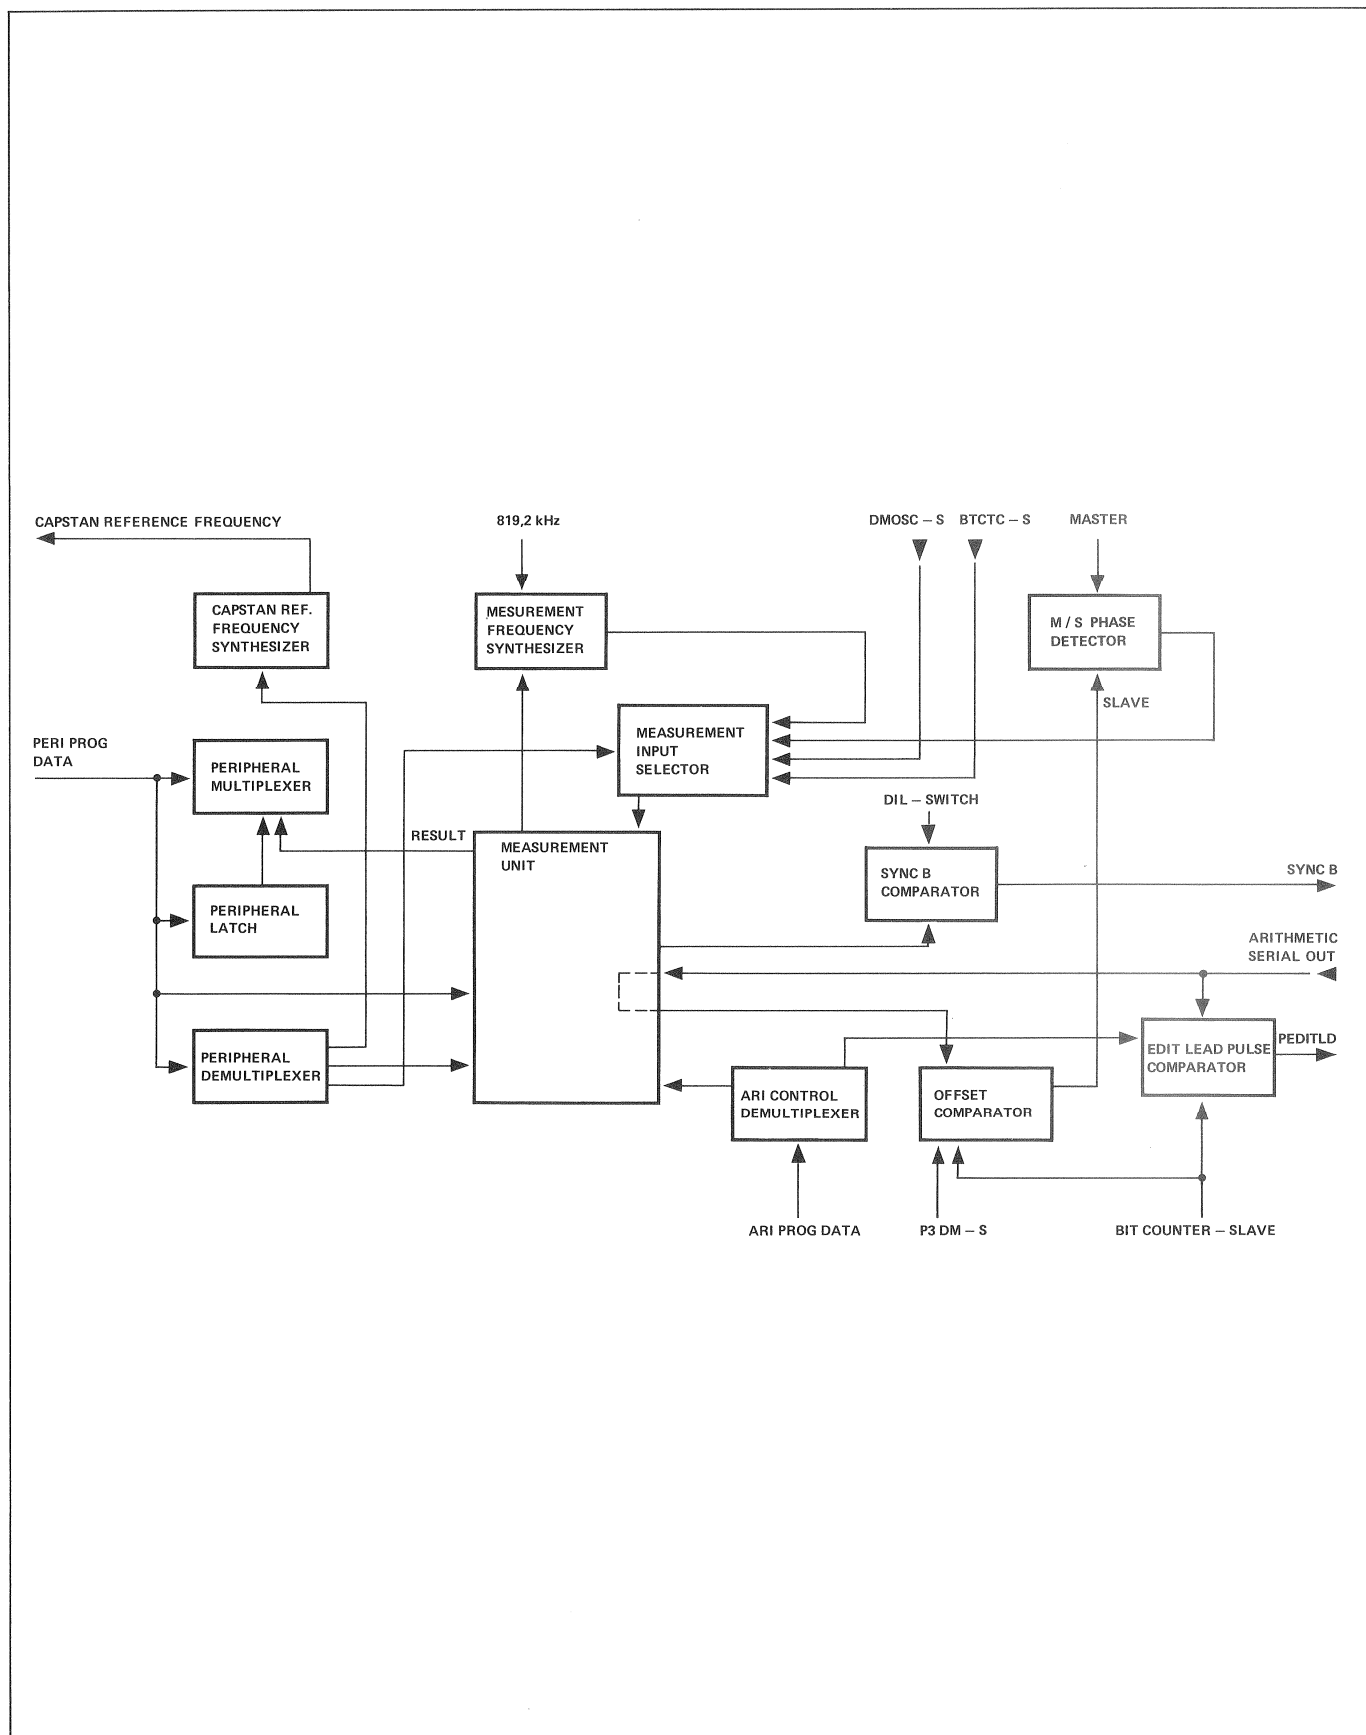 CAPSTAN REFERENCE FREQUENCY
819,2 kHz
DMOSC – S
BTCTC – S
MASTER
CAPSTAN REF.
FREQUENCY
SYNTHESIZER
MESUREMENT
FREQUENCY
SYNTHESIZER
M / S PHASE
DETECTOR
SLAVE
PERI PROG
DATA
PERIPHERAL
MULTIPLEXER
MEASUREMENT
INPUT
SELECTOR
DIL – SWITCH
RESULT
MEASUREMENT
UNIT
SYNC B
COMPARATOR
SYNC B
PERIPHERAL
LATCH
ARITHMETIC
SERIAL OUT
PERIPHERAL
DEMULTIPLEXER
ARI CONTROL
DEMULTIPLEXER
OFFSET
COMPARATOR
EDIT LEAD PULSE
COMPARATOR
PEDITLD
ARI PROG DATA
P3 DM – S
BIT COUNTER – SLAVE